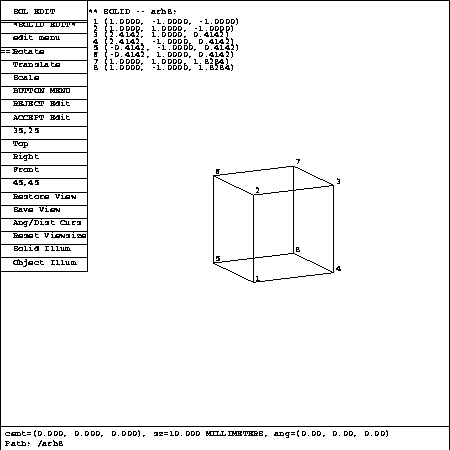 SOL EDIT
*SOLID EDIT*
edit menu
==Rotate
Translate
Scale
BUTTON MENU
REJECT Edit
ACCEPT Edit
35,25
Top
Right
Front
45,45
Restore View
Save View
Ang/Dist Curs
Reset Viewsize
Solid Illum
Object Illum
** SOLID -- arb8:
1 (1.0000, -1.0000, -1.0000)
2 (1.0000, 1.0000, -1.0000)
3 (2.4142, 1.0000, 0.4142)
4 (2.4142, -1.0000, 0.4142)
5 (-0.4142, -1.0000, 0.4142)
6 (-0.4142, 1.0000, 0.4142)
7 (1.0000, 1.0000, 1.8284)
8 (1.0000, -1.0000, 1.8284)
7
6
3
2
8
5
4
1
cent=(0.000, 0.000, 0.000), sz=10.000 MILLIMETERS, ang=(0.00, 0.00, 0.00)
Path: /arb8